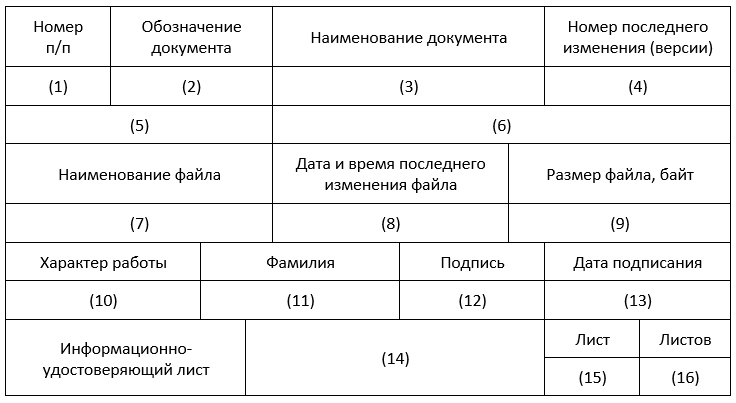 Номер
п/п
Обозначение
документа
Наименование документа
Номер последнего
изменения (версии)
(1)
(2)
(3)
(4)
(5)
(6)
Наименование файла
Дата и время последнего
изменения файла
Размер файла, байт
(7)
(8)
(9)
Характер работы
Фамилия
Подпись
Дата подписания
(10)
(11)
(12)
(13)
Информационно-
удостоверяющий лист
(14)
Лист
Листов
(15)
(16)